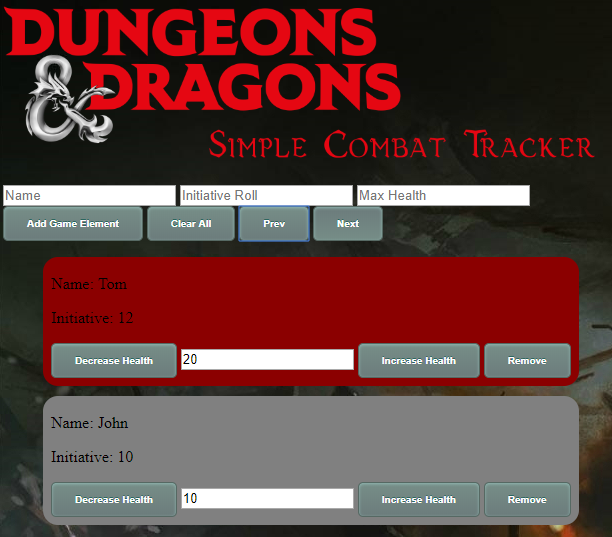 DUNGEONS
& DRAGONS
Simple Combat Tracker
Name Initiative Roll Max Health
Add Game Element Clear All Prev Next
Name: Tom
Initiative: 12
Decrease Health 20 Increase Health Remove
Name: John
Initiative: 10
Decrease Health 10 Increase Health Remove